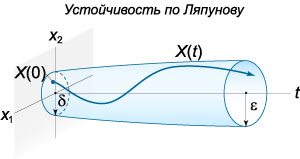 Устойчивость по Ляпунову
x₂
X(0)
X(t)
x₁
δ
ε
t